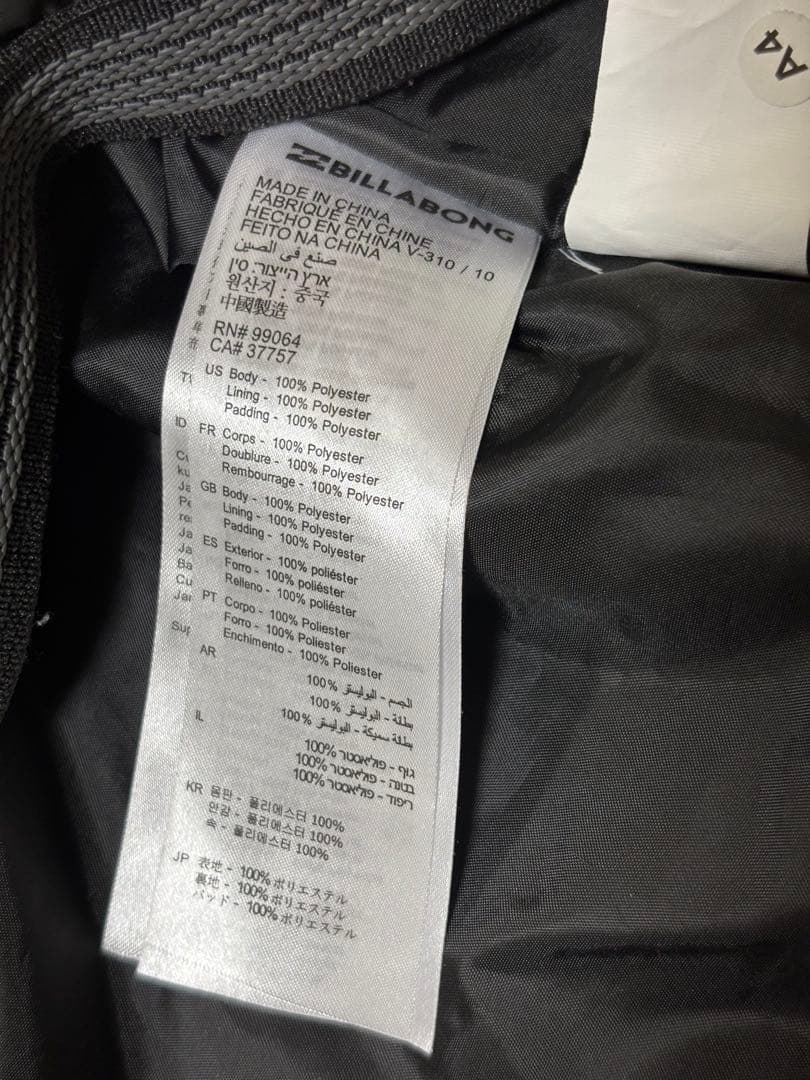 BILLABONG
MADE IN CHINA
FABRIQUÉ EN CHINE
HECHO EN CHINA V-310 / 10
FEITO NA CHINA
صنع في الصين
ארץ הייצור: סין
원산지 : 중국
中國製造
RN# 99064
CA# 37757
US Body - 100% Polyester
Lining - 100% Polyester
Padding - 100% Polyester
FR Corps - 100% Polyester
Doublure - 100% Polyester
Rembourrage - 100% Polyester
GB Body - 100% Polyester
Lining - 100% Polyester
Padding - 100% Polyester
ES Exterior - 100% poliéster
Forro - 100% poliéster
Relleno - 100% poliéster
PT Corpo - 100% Poliester
Forro - 100% Poliester
Enchimento - 100% Poliester
AR
الجسم - البوليستر %100
بطانة - البوليستر %100
بطانة سميكة - البوليستر %100
IL
גוף - פוליאסטר %100
בטנה - פוליאסטר %100
ריפוד - פוליאסטר %100
KR 몸판 - 폴리에스터 100%
안감 - 폴리에스터 100%
속 - 폴리에스터 100%
JP 表地 - 100% ポリエステル
裏地 - 100% ポリエステル
パッド - 100% ポリエステル
A4